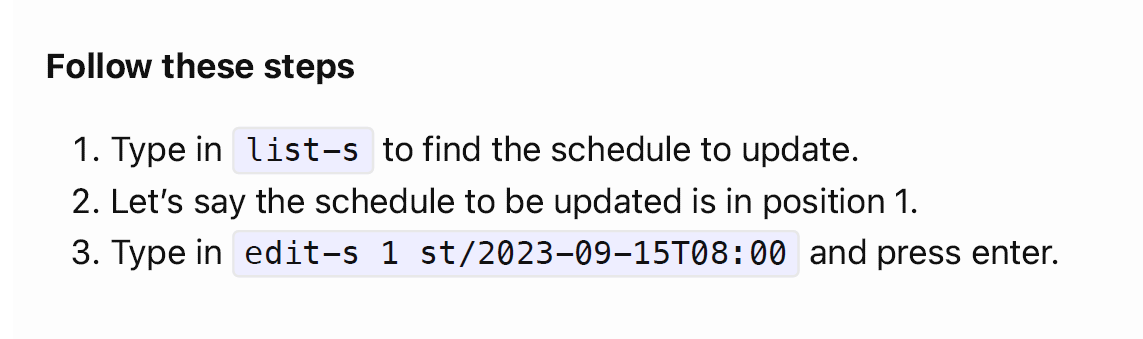 Follow these steps
1. Type in list-s to find the schedule to update.
2. Let’s say the schedule to be updated is in position 1.
3. Type in edit-s 1 st/2023-09-15T08:00 and press enter.